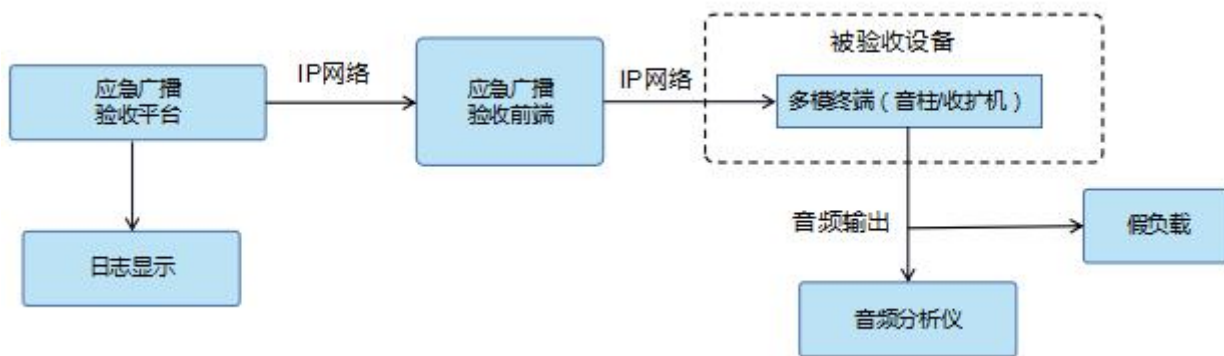 被验收设备
IP网络
IP网络
应急广播
验收平台
应急广播
验收前端
多模终端（音柱/收扩机）
音频输出
假负载
日志显示
音频分析仪